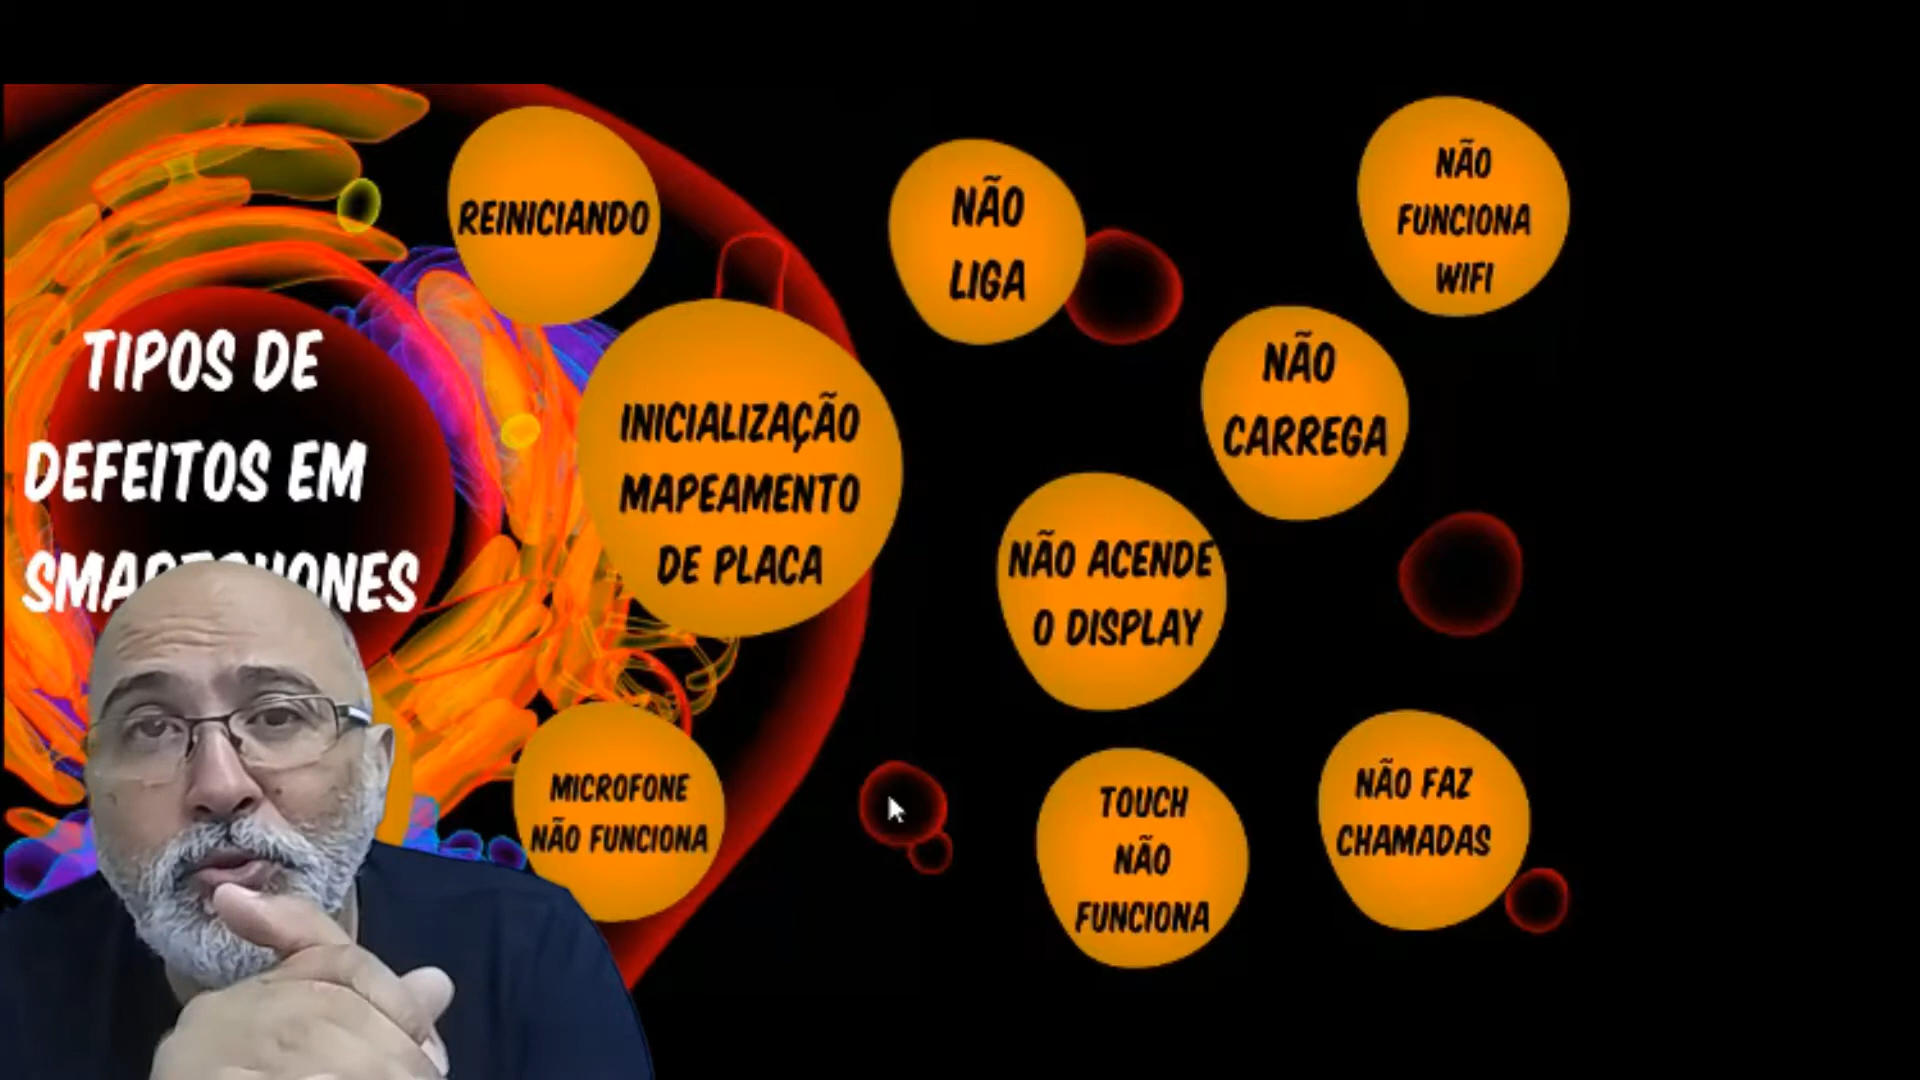 TIPOS DE
DEFEITOS EM
REINICIANDO
INICIALIZAÇÃO
MAPEAMENTO
DE PLACA
MICROFONE
NÃO FUNCIONA
NÃO
LIGA
NÃO
FUNCIONA
WIFI
NÃO
CARREGA
NÃO ACENDE
O DISPLAY
TOUCH
NÃO
FUNCIONA
NÃO FAZ
CHAMADAS